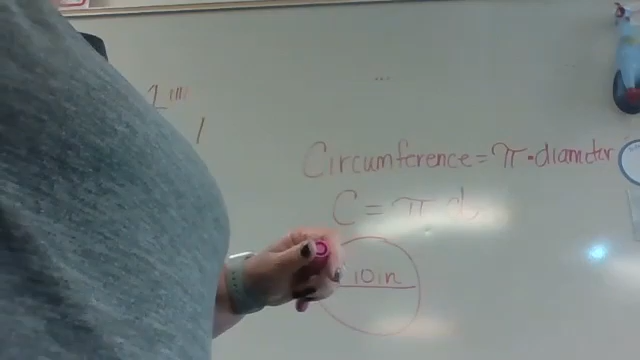 Circumference = π • diameter
C = π d
10in